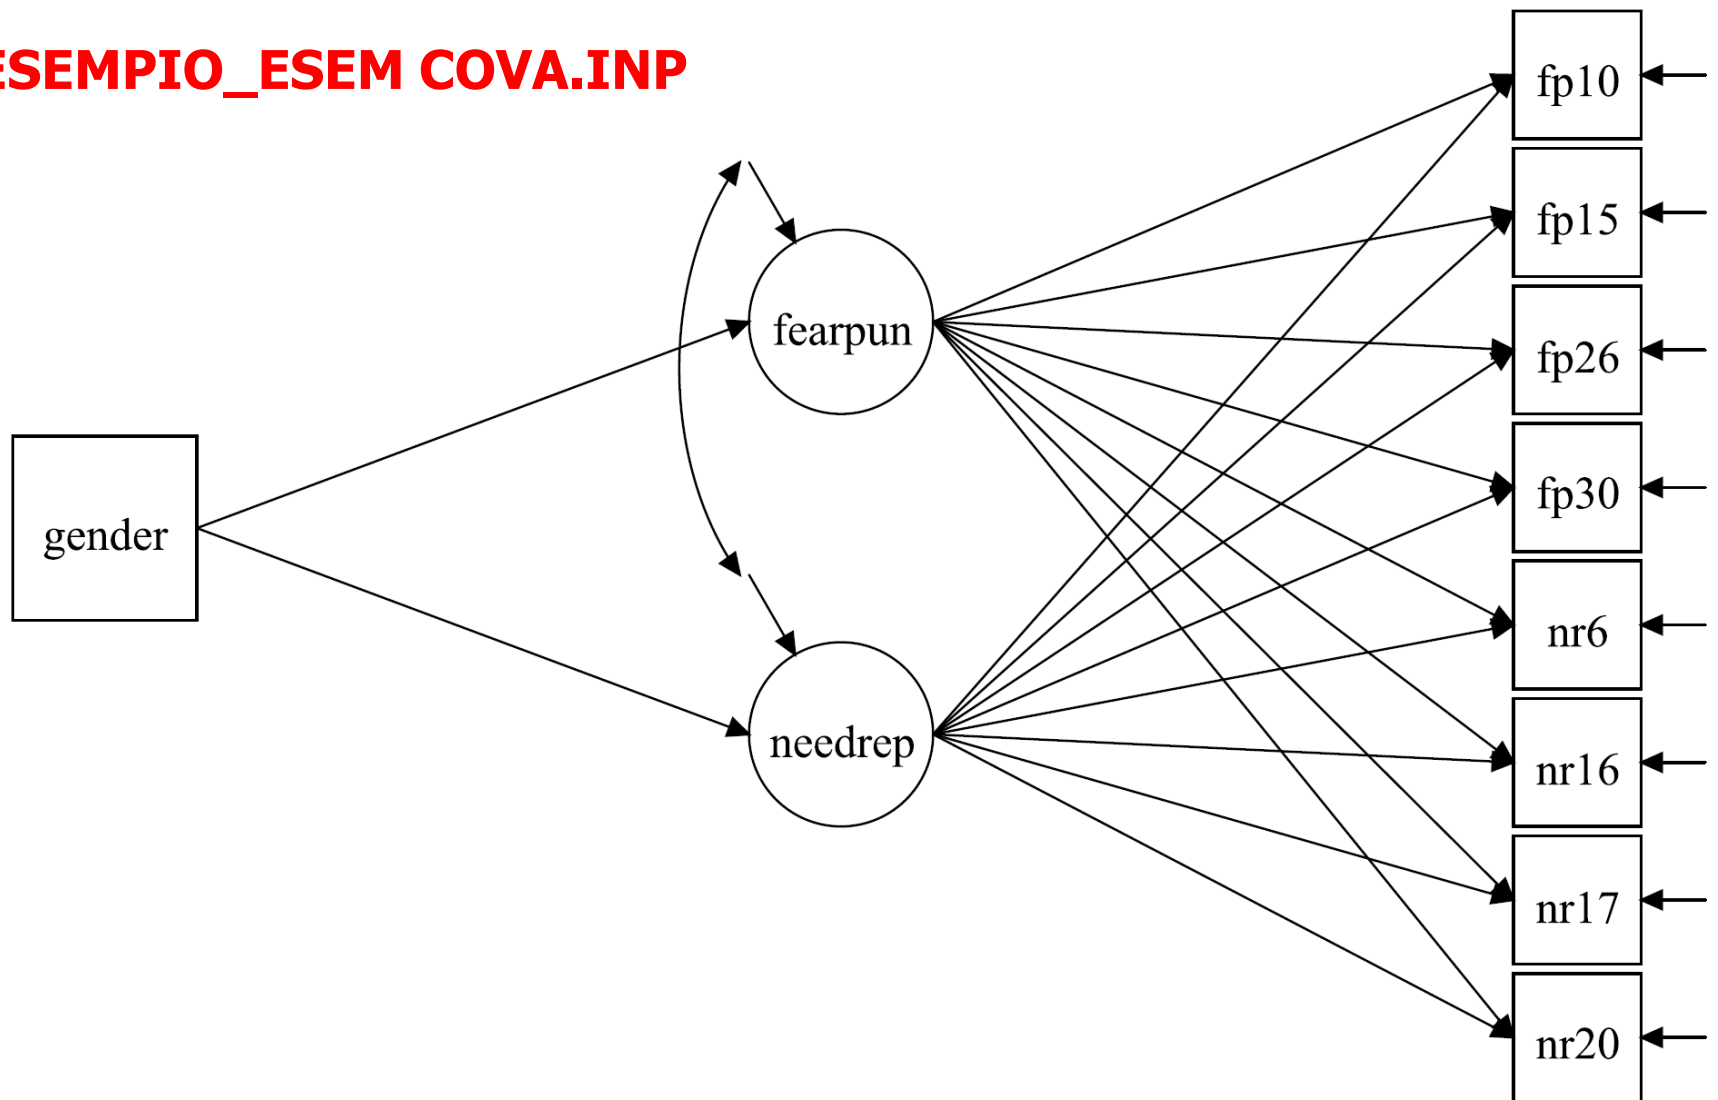 ESEMPIO_ESEM COVA.INP
fp10
fp15
fearpun
fp26
fp30
gender
nr6
needrep
nr16
nr17
nr20